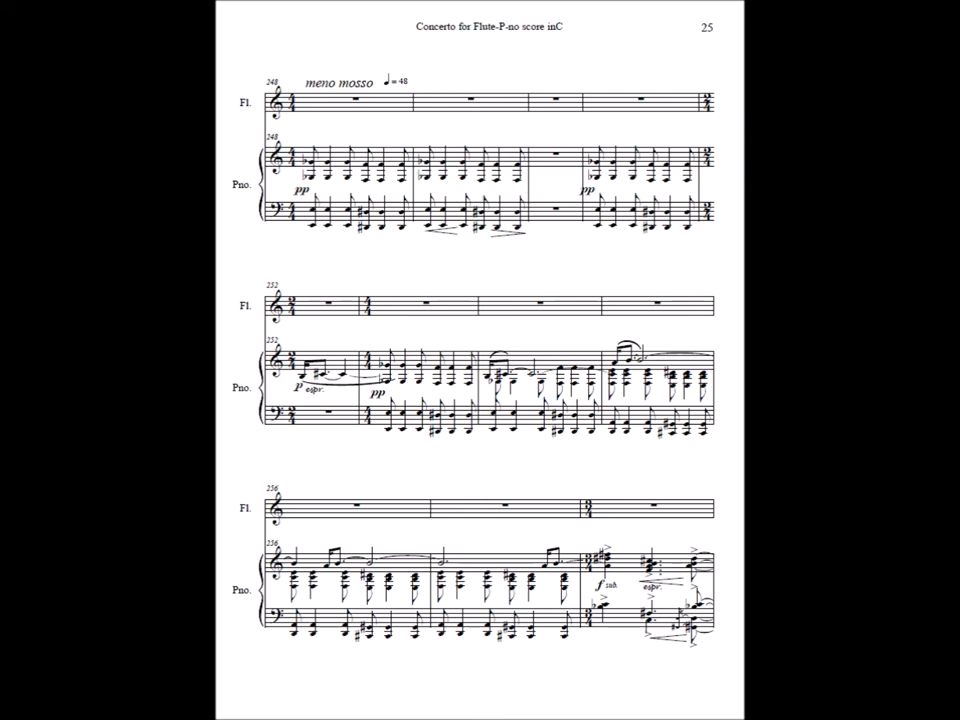 Concerto for Flute-P-no score inC
25
248
meno mosso ♩ = 48
Fl.
248
Pno.
pp
pp
252
Fl.
252
Pno.
p espr.
pp
256
Fl.
256
Pno.
f sub.
espr.